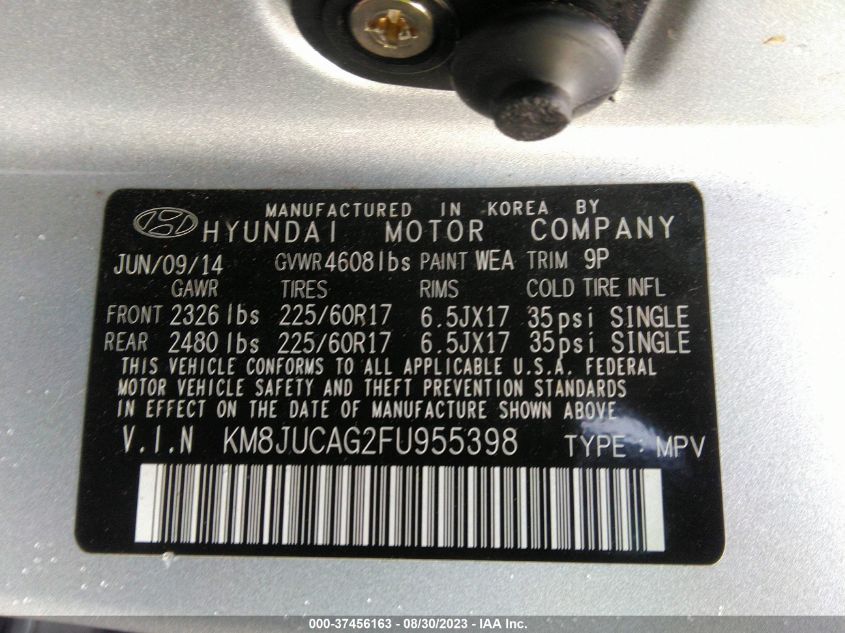 MANUFACTURED IN KOREA BY
HYUNDAI MOTOR COMPANY
JUN/09/14 GVWR 4608lbs PAINT WEA TRIM 9P
GAWR TIRES RIMS COLD TIRE INFL
FRONT 2326 lbs 225/60R17 6.5JX17 35psi SINGLE
REAR 2480 lbs 225/60R17 6.5JX17 35psi SINGLE
THIS VEHICLE CONFORMS TO ALL APPLICABLE U.S.A. FEDERAL
MOTOR VEHICLE SAFETY AND THEFT PREVENTION STANDARDS
IN EFFECT ON THE DATE OF MANUFACTURE SHOWN ABOVE
V.I.N KM8JUCAG2FU955398 TYPE : MPV
000-37456163 - 08/30/2023 - IAA Inc.